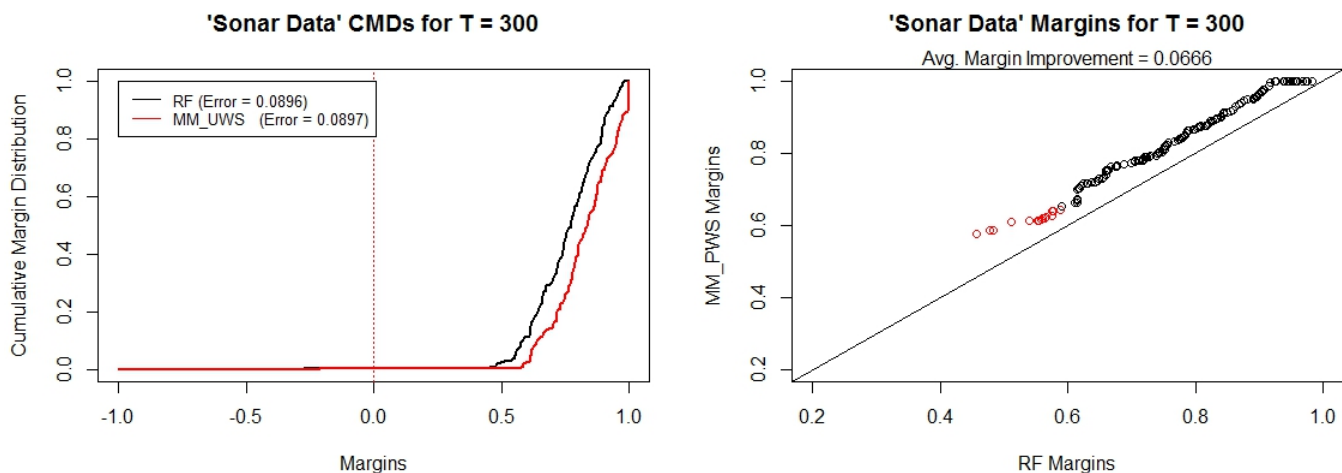 'Sonar Data' CMDs for T = 300
Cumulative Margin Distribution
1.0
0.8
0.6
0.4
0.2
0.0
RF (Error = 0.0896)
MM_UWS (Error = 0.0897)
-1.0
-0.5
0.0
0.5
1.0
Margins
'Sonar Data' Margins for T = 300
Avg. Margin Improvement = 0.0666
MM_PWS Margins
1.0
0.8
0.6
0.4
0.2
0.2
0.4
0.6
0.8
1.0
RF Margins